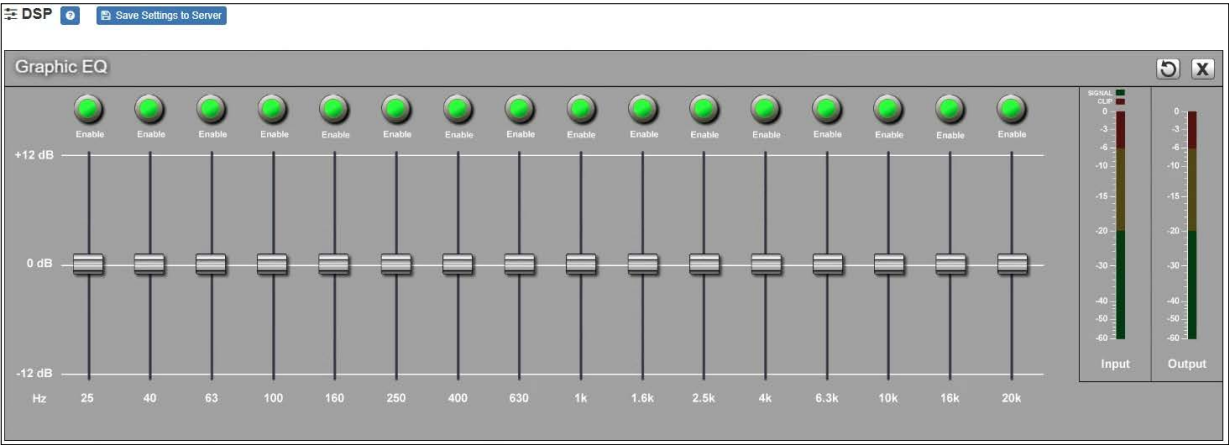 DSP ? Save Settings to Server
Graphic EQ X
Enable Enable Enable Enable Enable Enable Enable Enable Enable Enable Enable Enable Enable Enable Enable Enable
+12 dB
0 dB
-12 dB
Hz 25 40 63 100 160 250 400 630 1k 1.6k 2.5k 4k 6.3k 10k 16k 20k
SIGNAL
CLIP
0 0
-3 -3
-6 -6
-10 -10
-15 -15
-20 -20
-30 -30
-40 -40
-50 -50
-60 -60
Input Output